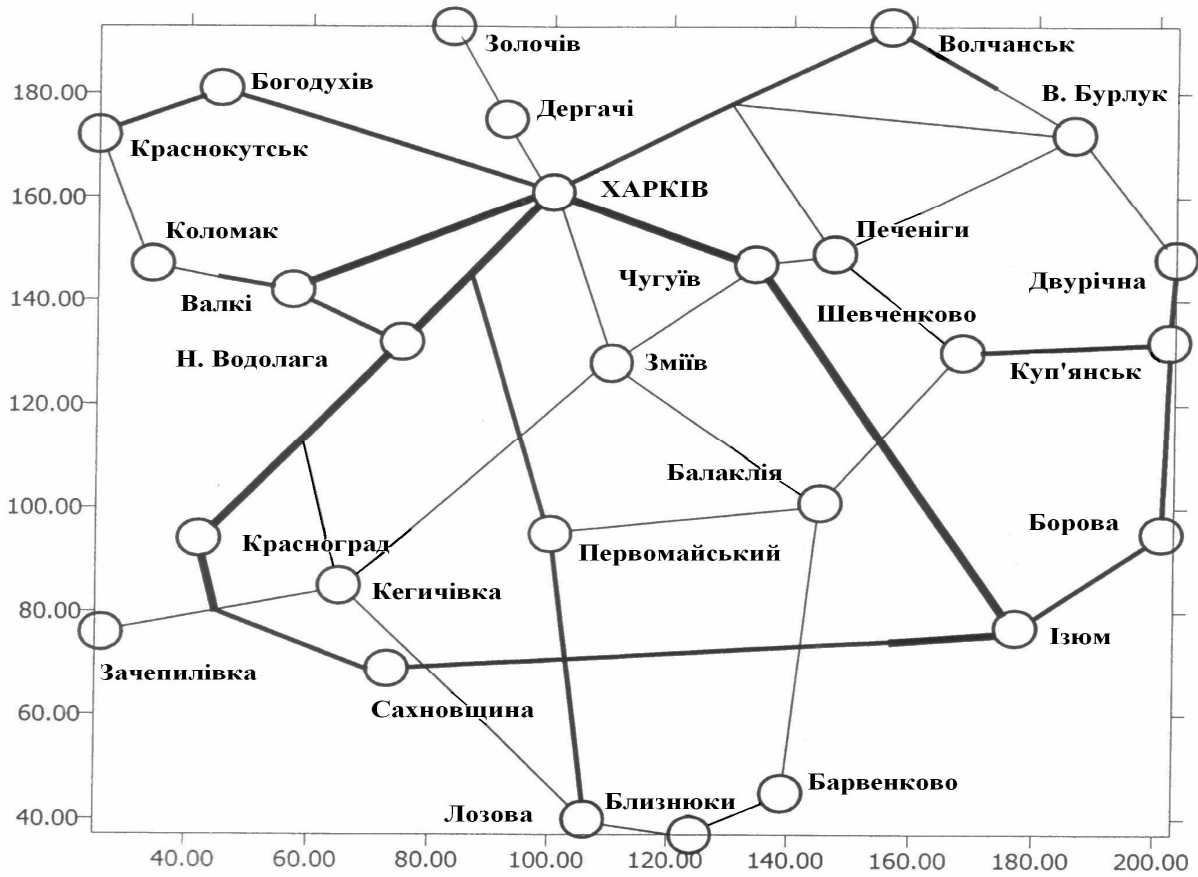 Золочів
Волчанськ
Богодухів
180.00
В. Бурлук
Дергачі
Краснокутськ
160.00
ХАРКІВ
Коломак
Печеніги
Чугуїв
Двурічна
140.00
Валкі
Шевченково
Н. Водолага
Зміїв
Куп'янськ
120.00
Балаклія
100.00
Борова
Красноград
Первомайський
Кегичівка
80.00
Ізюм
Зачепилівка
60.00
Сахновщина
Барвенково
Близнюки
Лозова
40.00
40.00 60.00 80.00 100.00 120.00 140.00 160.00 180.00 200.00